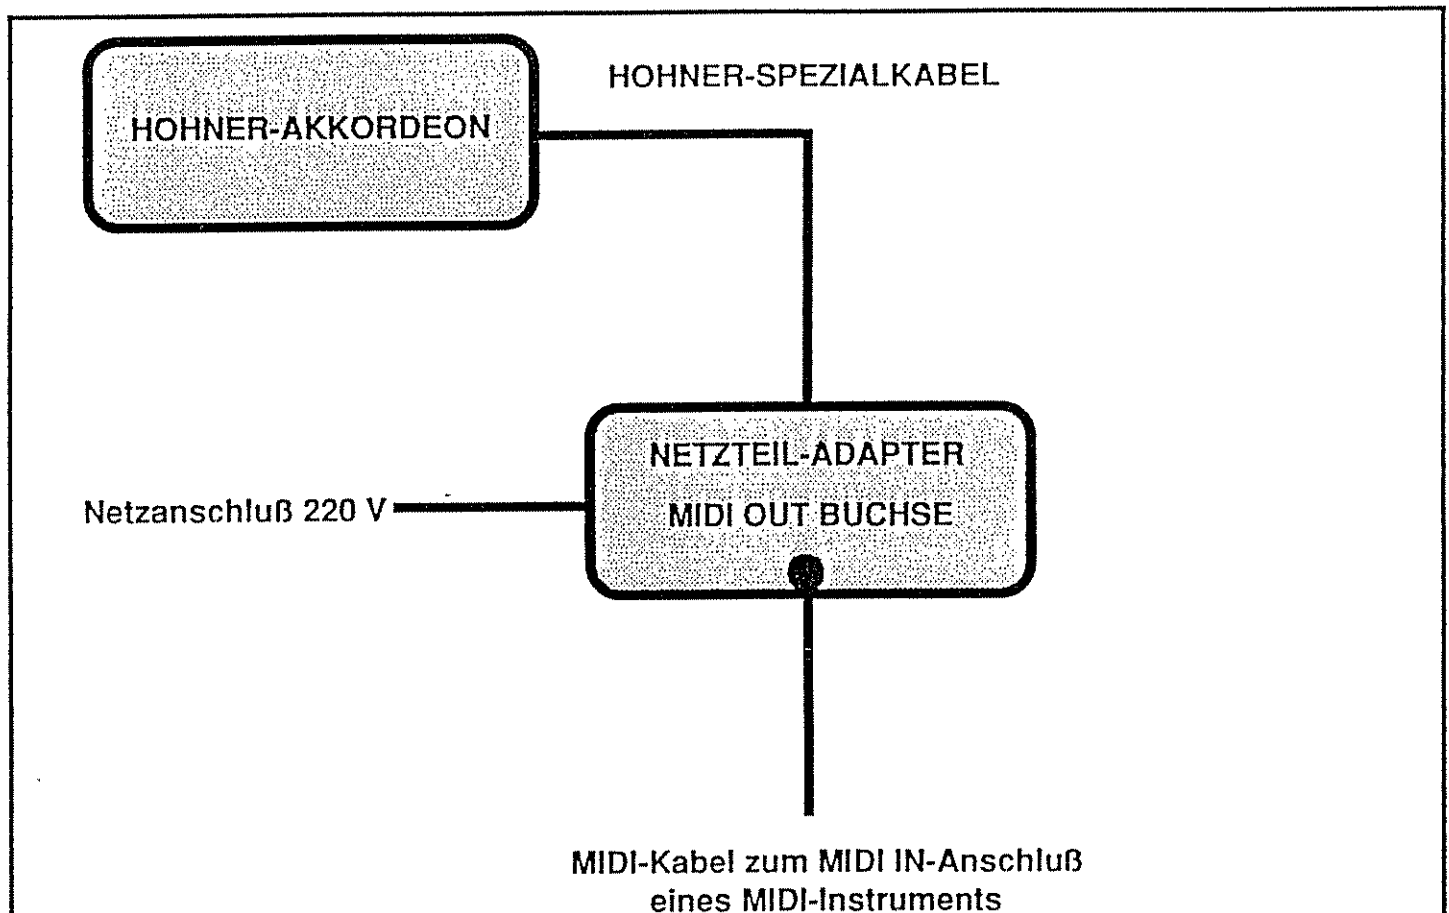 HOHNER-SPEZIALKABEL
HOHNER-AKKORDEON
NETZTEIL-ADAPTER
Netzanschluß 220 V
MIDI OUT BUCHSE
MIDI-Kabel zum MIDI IN-Anschluß
eines MIDI-Instruments